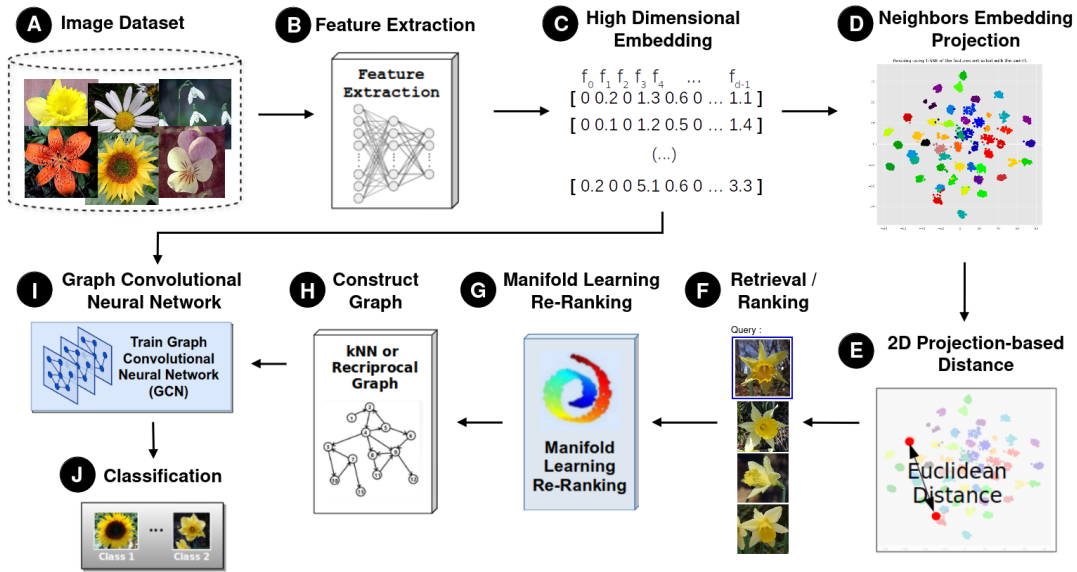 A Image Dataset
B Feature Extraction
Feature
Extraction
C High Dimensional
Embedding
f0 f1 f2 f3 f4 ... fd-1
[ 0 0.2 0 1.3 0.6 0 ... 1.1 ]
[ 0 0.1 0 1.2 0.5 0 ... 1.4 ]
(...)
[ 0.2 0 0 5.1 0.6 0 ... 3.3 ]
D Neighbors Embedding
Projection
E 2D Projection-based
Distance
Euclidean
Distance
F Retrieval /
Ranking
Query :
G Manifold Learning
Re-Ranking
Manifold
Learning
Re-Ranking
H Construct
Graph
kNN or
Recriprocal
Graph
I Graph Convolutional
Neural Network
Train Graph
Convolutional
Neural Network
(GCN)
J Classification
...
Class 1 Class 2